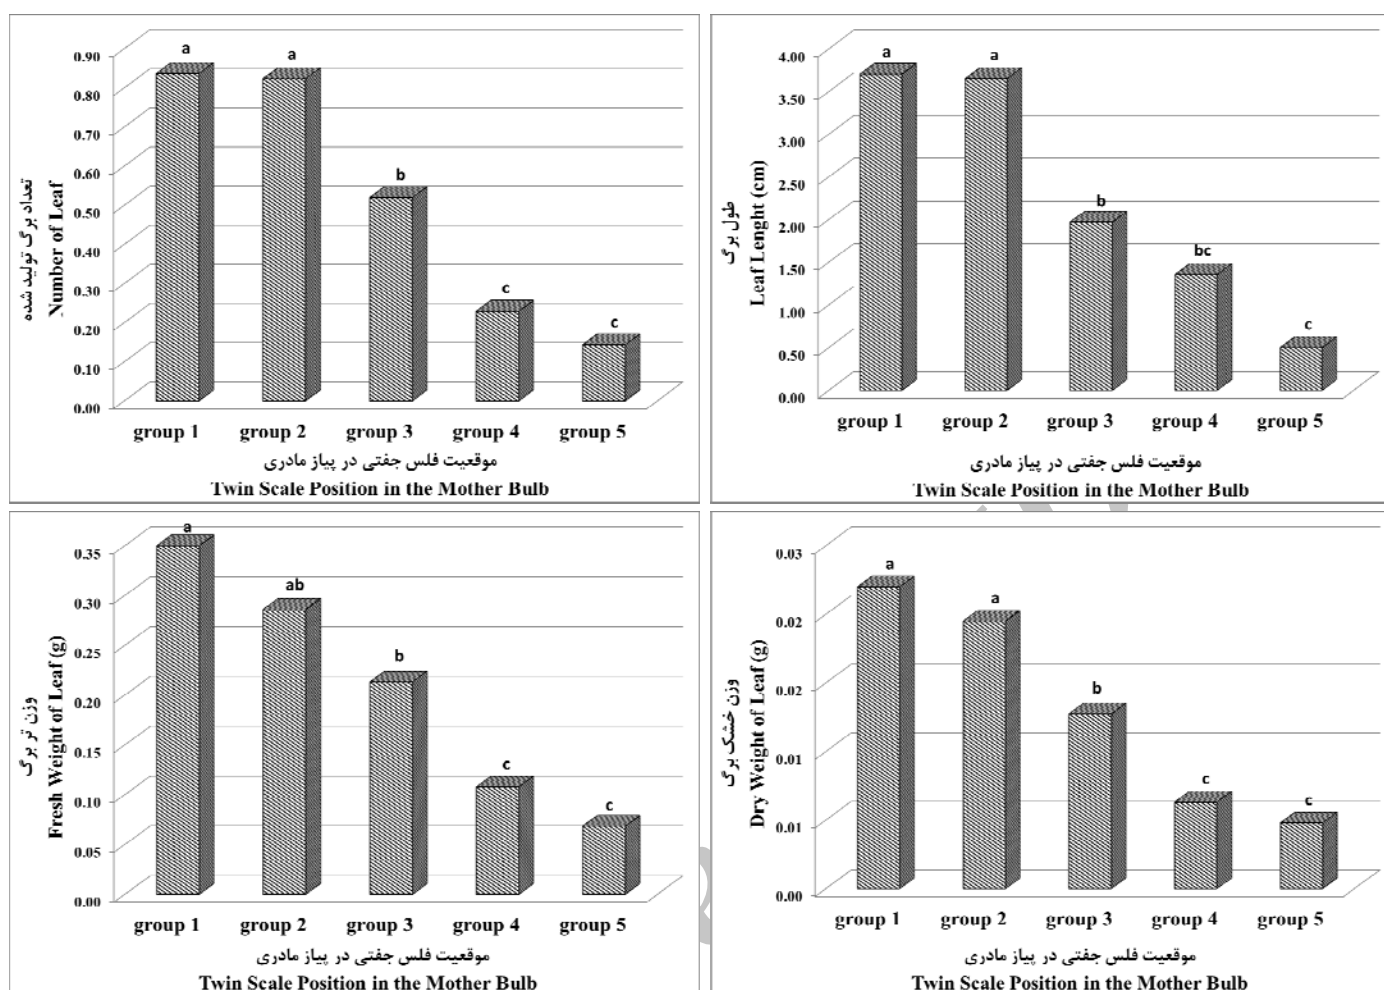 تعداد برگ تولید شده
Number of Leaf
0.90
0.80
0.70
0.60
0.50
0.40
0.30
0.20
0.10
0.00
a
a
b
c
c
group 1
group 2
group 3
group 4
group 5
موقعیت فلس جفتی در پیاز مادری
Twin Scale Position in the Mother Bulb
طول برگ
Leaf Lenght (cm)
4.00
3.50
3.00
2.50
2.00
1.50
1.00
0.50
0.00
a
a
b
bc
c
group 1
group 2
group 3
group 4
group 5
موقعیت فلس جفتی در پیاز مادری
Twin Scale Position in the Mother Bulb
وزن تر برگ
Fresh Weight of Leaf (g)
0.35
0.30
0.25
0.20
0.15
0.10
0.05
0.00
a
ab
b
c
c
group 1
group 2
group 3
group 4
group 5
موقعیت فلس جفتی در پیاز مادری
Twin Scale Position in the Mother Bulb
وزن خشک برگ
Dry Weight of Leaf (g)
0.03
0.02
0.02
0.01
0.01
0.00
a
a
b
c
c
group 1
group 2
group 3
group 4
group 5
موقعیت فلس جفتی در پیاز مادری
Twin Scale Position in the Mother Bulb